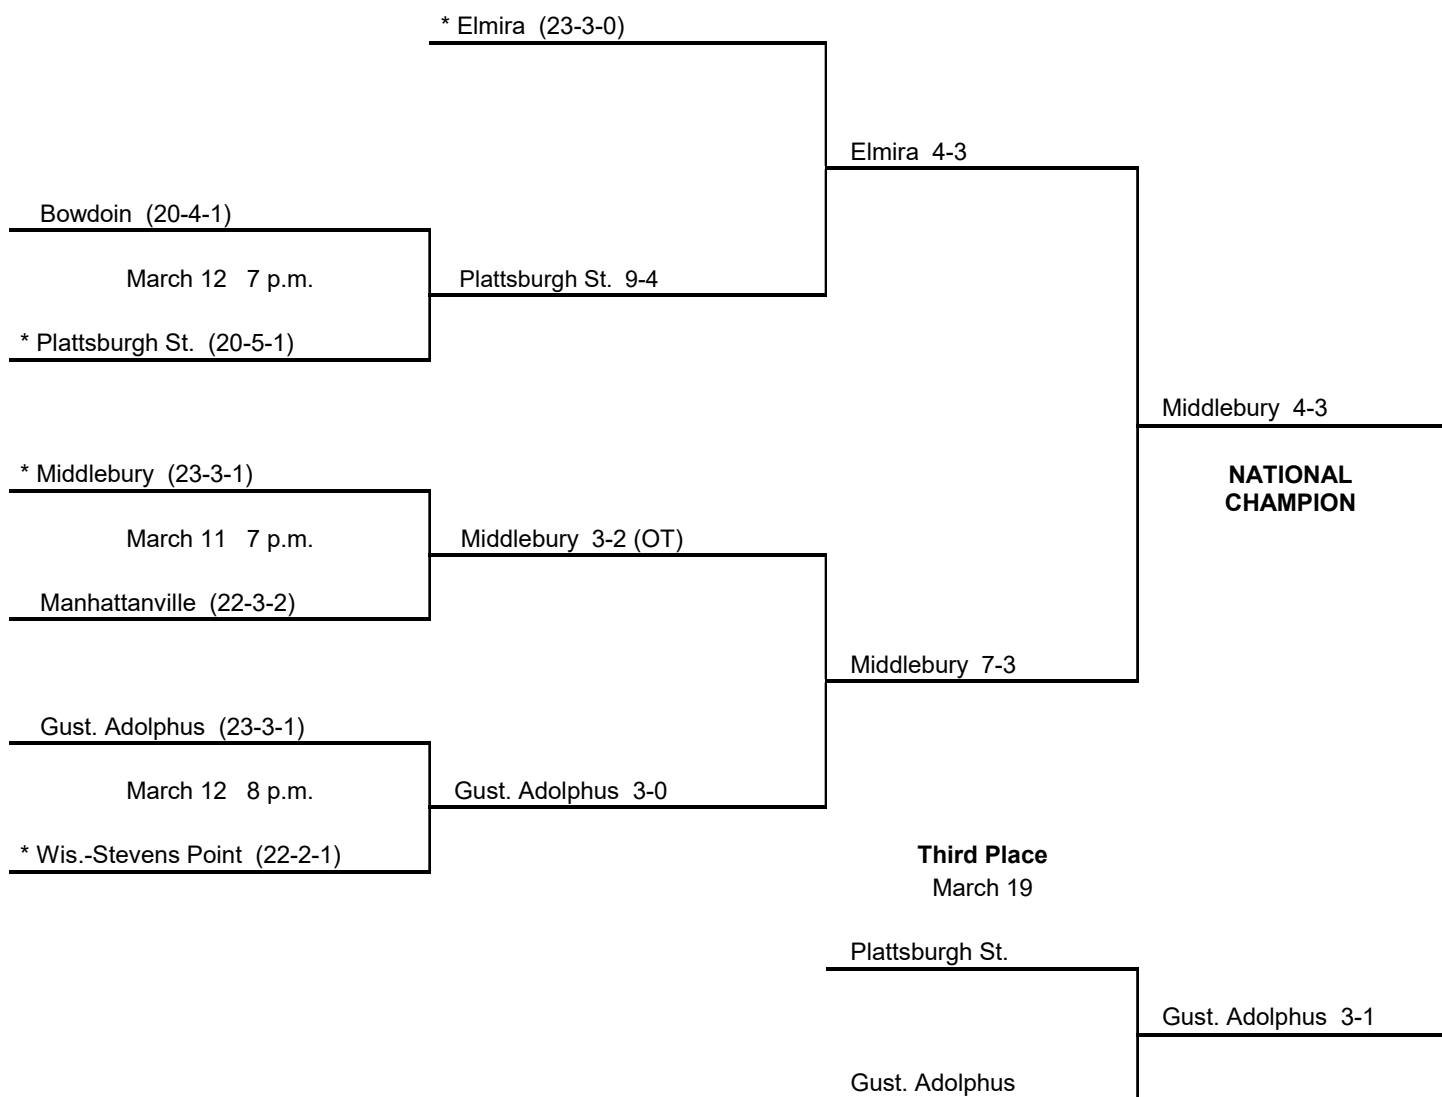 * Elmira (23-3-0)
Elmira 4-3
Bowdoin (20-4-1)
March 12 7 p.m.
Plattsburgh St. 9-4
* Plattsburgh St. (20-5-1)
Middlebury 4-3
* Middlebury (23-3-1)
NATIONAL
CHAMPION
March 11 7 p.m.
Middlebury 3-2 (OT)
Manhattanville (22-3-2)
Middlebury 7-3
Gust. Adolphus (23-3-1)
March 12 8 p.m.
Gust. Adolphus 3-0
* Wis.-Stevens Point (22-2-1)
Third Place
March 19
Plattsburgh St.
Gust. Adolphus 3-1
Gust. Adolphus